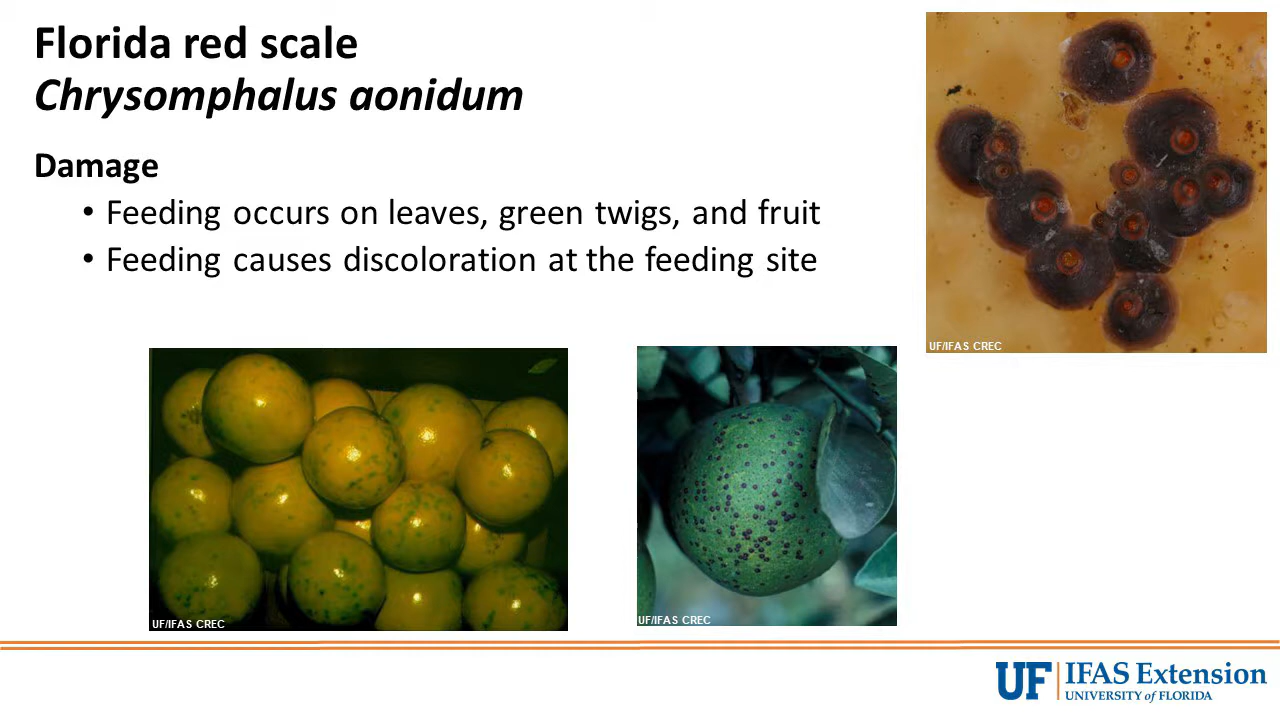 Florida red scale
Chrysomphalus aonidum
Damage
• Feeding occurs on leaves, green twigs, and fruit
• Feeding causes discoloration at the feeding site
UF/IFAS CREC
UF/IFAS CREC
UF/IFAS CREC
UF IFAS Extension
UNIVERSITY of FLORIDA